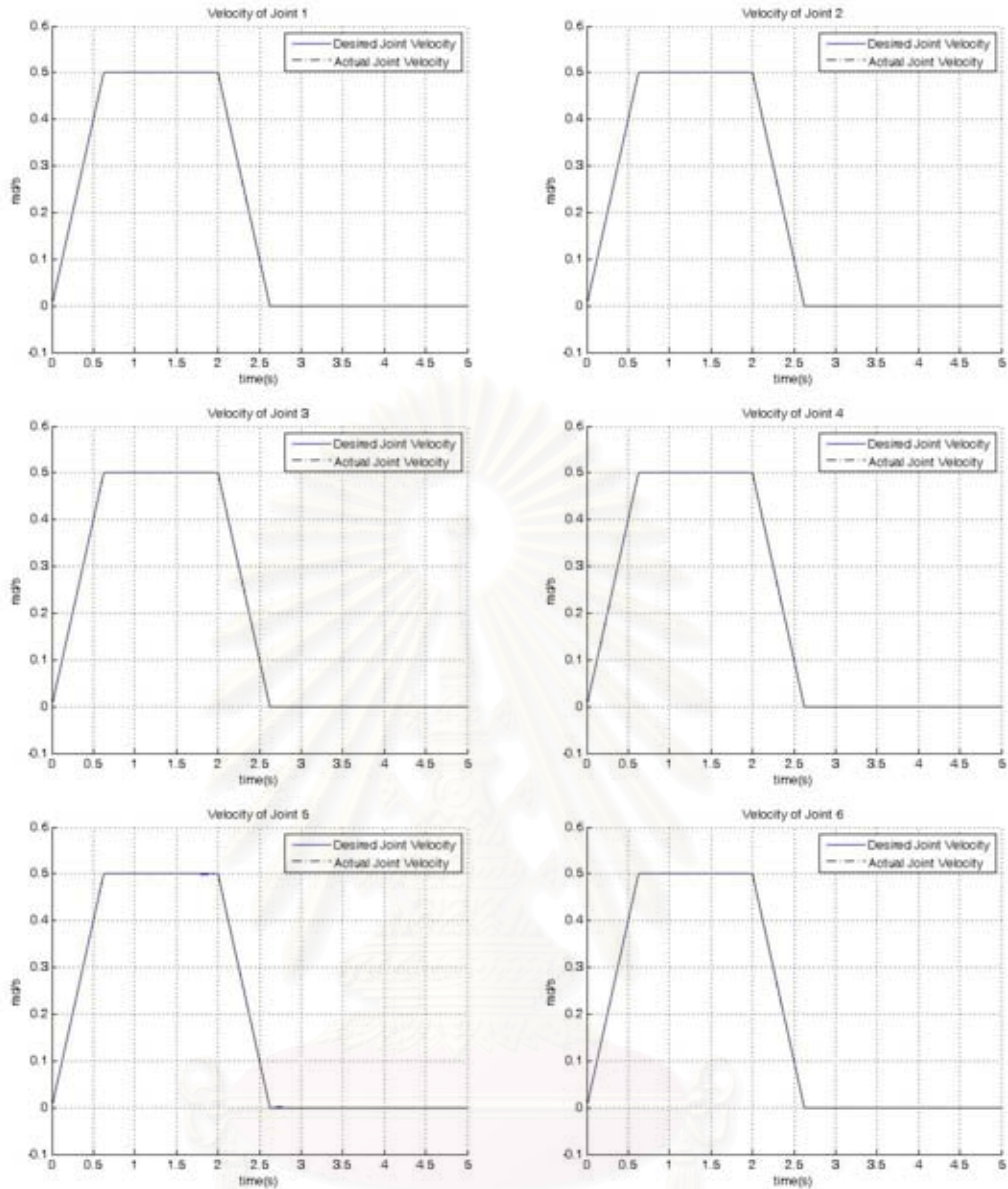 Velocity of Joint 1
Desired Joint Velocity
Actual Joint Velocity
rad/s
0.6
0.5
0.4
0.3
0.2
0.1
0
-0.1
0 0.5 1 1.5 2 2.5 3 3.5 4 4.5 5
time(s)
Velocity of Joint 2
Desired Joint Velocity
Actual Joint Velocity
rad/s
0.6
0.5
0.4
0.3
0.2
0.1
0
-0.1
0 0.5 1 1.5 2 2.5 3 3.5 4 4.5 5
time(s)
Velocity of Joint 3
Desired Joint Velocity
Actual Joint Velocity
rad/s
0.6
0.5
0.4
0.3
0.2
0.1
0
-0.1
0 0.5 1 1.5 2 2.5 3 3.5 4 4.5 5
time(s)
Velocity of Joint 4
Desired Joint Velocity
Actual Joint Velocity
rad/s
0.6
0.5
0.4
0.3
0.2
0.1
0
-0.1
0 0.5 1 1.5 2 2.5 3 3.5 4 4.5 5
time(s)
Velocity of Joint 5
Desired Joint Velocity
Actual Joint Velocity
rad/s
0.6
0.5
0.4
0.3
0.2
0.1
0
-0.1
0 0.5 1 1.5 2 2.5 3 3.5 4 4.5 5
time(s)
Velocity of Joint 6
Desired Joint Velocity
Actual Joint Velocity
rad/s
0.6
0.5
0.4
0.3
0.2
0.1
0
-0.1
0 0.5 1 1.5 2 2.5 3 3.5 4 4.5 5
time(s)